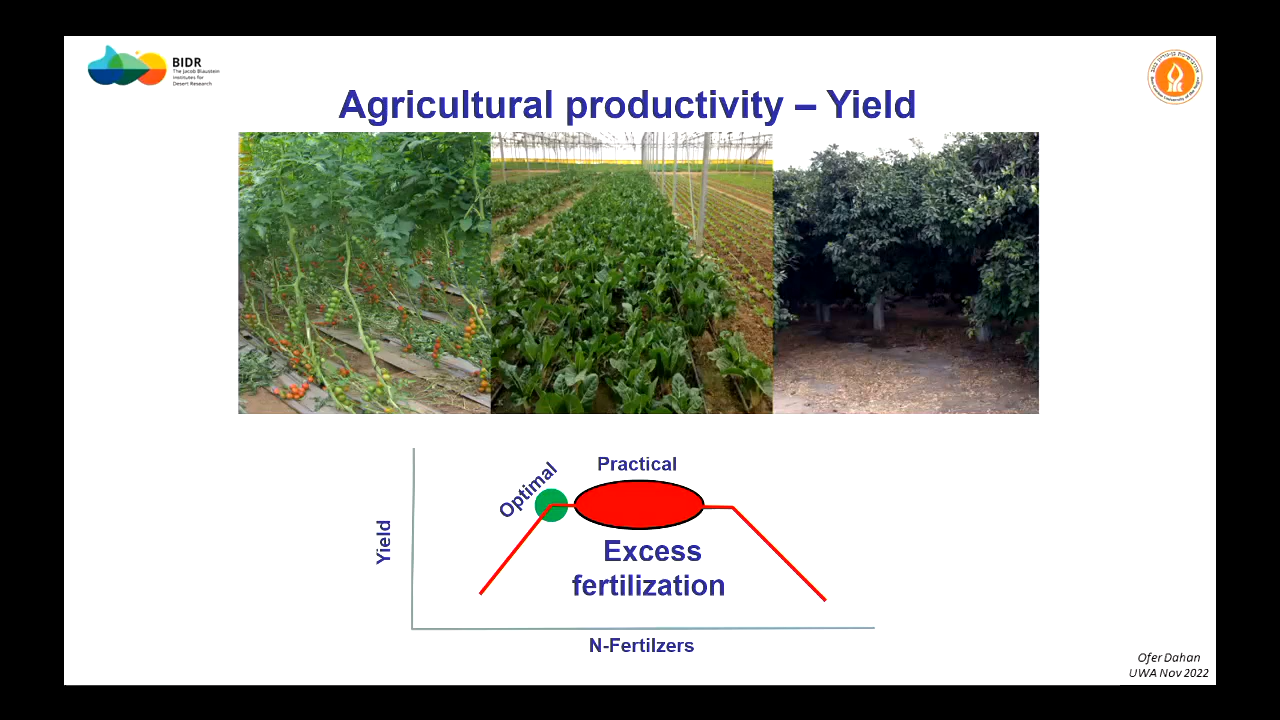 BIDR
The Jacob Blaustein
Institutes for
Desert Research
Agricultural productivity – Yield
Optimal
Practical
Yield
Excess
fertilization
N-Fertilzers
Ofer Dahan
UWA Nov 2022